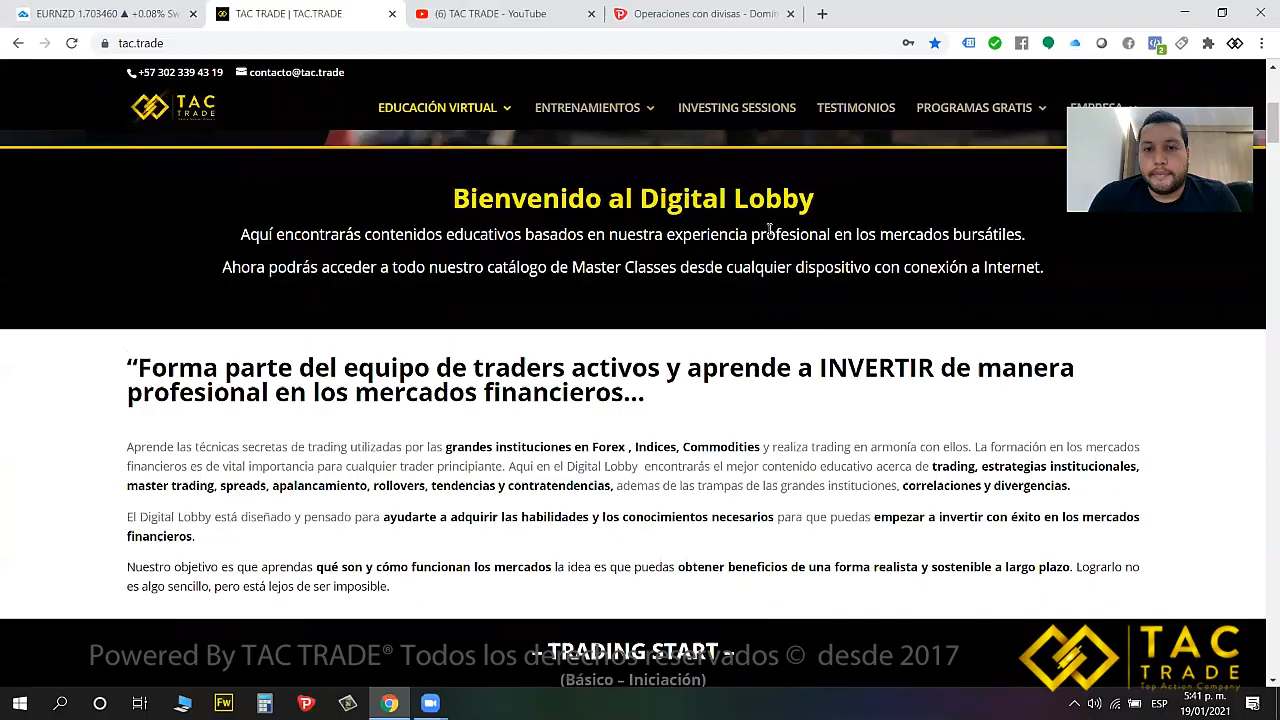 EURNZD 1.703460 ▲ +0.08% Sw
TAC TRADE | TAC.TRADE
(6) TAC TRADE - YouTube
Operaciones con divisas - Domi
tac.trade
2
+57 302 339 43 19
contacto@tac.trade
TAC
TRADE
EDUCACIÓN VIRTUAL
ENTRENAMIENTOS
INVESTING SESSIONS
TESTIMONIOS
PROGRAMAS GRATIS
EMPRESA
Bienvenido al Digital Lobby
Aquí encontrarás contenidos educativos basados en nuestra experiencia profesional en los mercados bursátiles.
Ahora podrás acceder a todo nuestro catálogo de Master Classes desde cualquier dispositivo con conexión a Internet.
“Forma parte del equipo de traders activos y aprende a INVERTIR de manera
profesional en los mercados financieros...
Aprende las técnicas secretas de trading utilizadas por las grandes instituciones en Forex , Indices, Commodities y realiza trading en armonía con ellos. La formación en los mercados
financieros es de vital importancia para cualquier trader principiante. Aqui en el Digital Lobby encontrarás el mejor contenido educativo acerca de trading, estrategias institucionales,
master trading, spreads, apalancamiento, rollovers, tendencias y contratendencias, ademas de las trampas de las grandes instituciones, correlaciones y divergencias.
El Digital Lobby está diseñado y pensado para ayudarte a adquirir las habilidades y los conocimientos necesarios para que puedas empezar a invertir con éxito en los mercados
financieros.
Nuestro objetivo es que aprendas qué son y cómo funcionan los mercados la idea es que puedas obtener beneficios de una forma realista y sostenible a largo plazo. Lograrlo no
es algo sencillo, pero está lejos de ser imposible.
– TRADING START –
(Básico – Iniciación)
Powered By TAC TRADE® Todos los derechos reservados © desde 2017
TAC
TRADE
Top Action Company
Fw
ESP
5:41 p. m.
19/01/2021